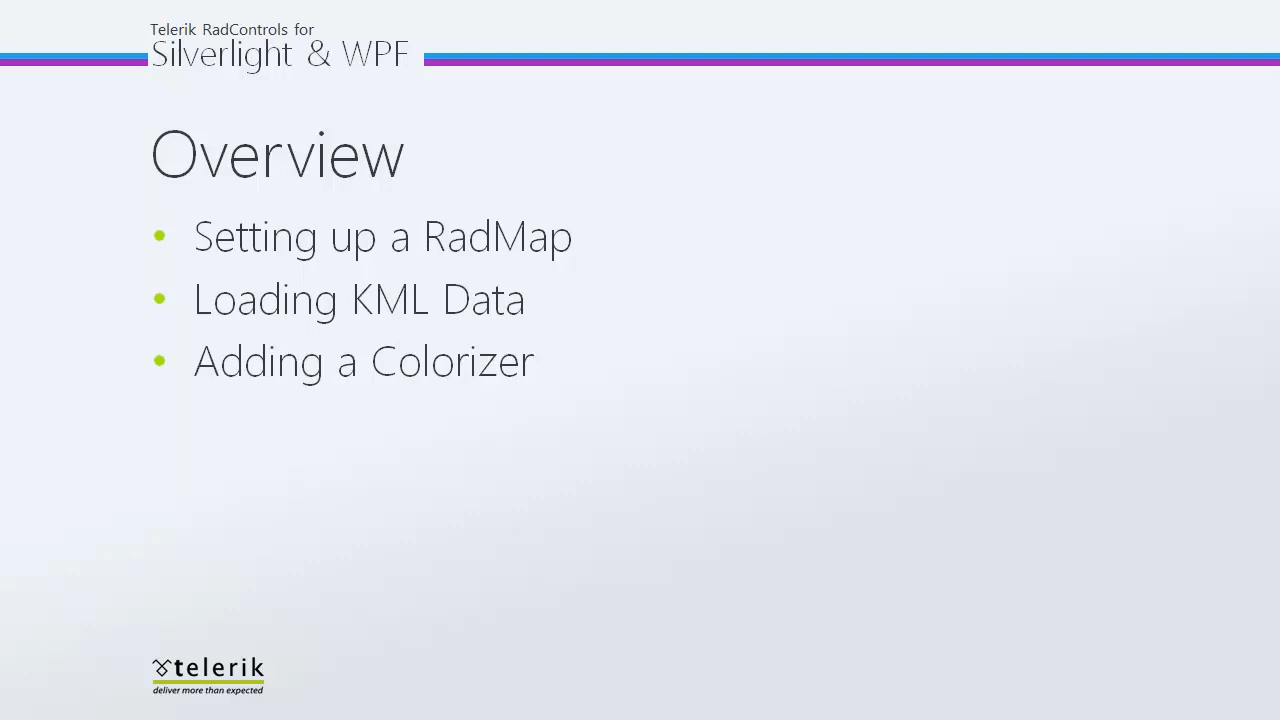 Telerik RadControls for
Silverlight & WPF
Overview
• Setting up a RadMap
• Loading KML Data
• Adding a Colorizer
telerik
deliver more than expected